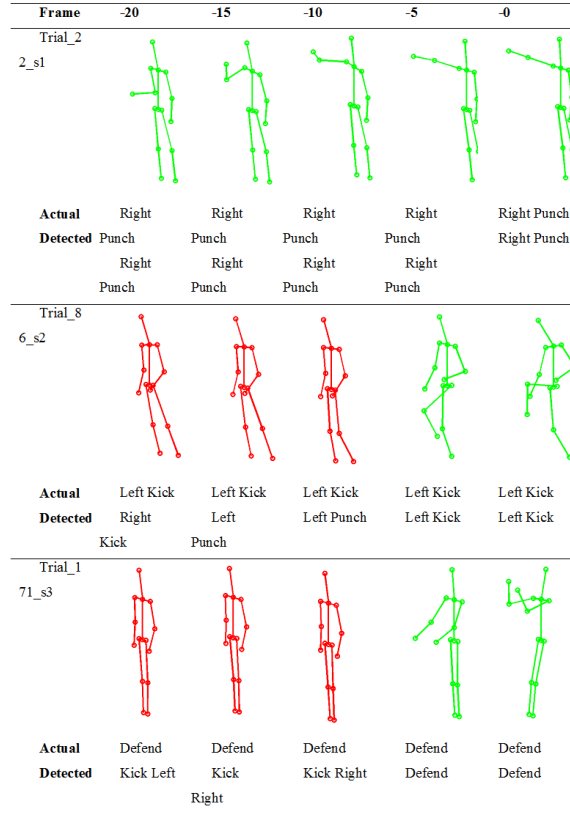 Frame -20 -15 -10 -5 -0
Trial_2
2_s1
Actual Right Right Right Right Right Punch
Detected Punch Punch Punch Punch Right Punch
Right Right Right Right
Punch Punch Punch Punch
Trial_8
6_s2
Actual Left Kick Left Kick Left Kick Left Kick Left Kick
Detected Right Left Left Punch Left Kick Left Kick
Kick Punch
Trial_1
71_s3
Actual Defend Defend Defend Defend Defend
Detected Kick Left Kick Kick Right Defend Defend
Right